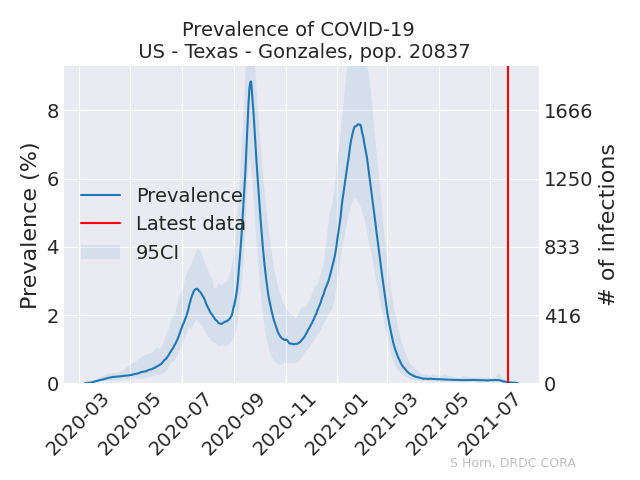 Prevalence of COVID-19
US - Texas - Gonzales, pop. 20837
Prevalence (%)
8
6
4
2
0
1666
1250
833
416
0
# of infections
Prevalence
Latest data
95CI
2020-03
2020-05
2020-07
2020-09
2020-11
2021-01
2021-03
2021-05
2021-07
S Horn, DRDC CORA